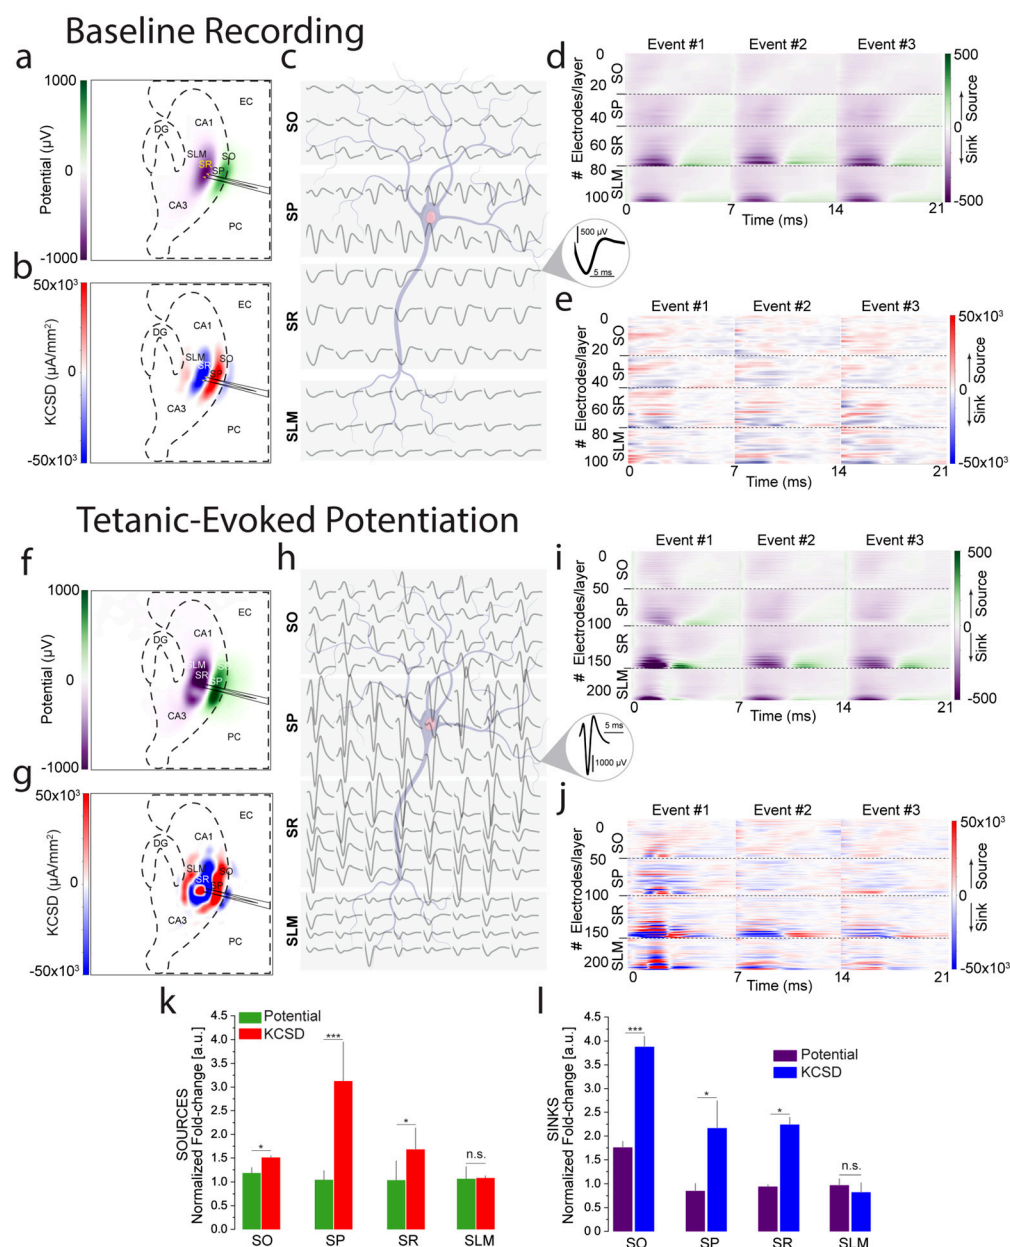 Baseline Recording
a
1000
0
-1000
Potential (µV)
EC
CA1
DG
SLM
SR
SO
SP
CA3
PC
b
50x10³
0
-50x10³
KCSD (µA/mm²)
EC
CA1
DG
SLM
SR
SO
SP
CA3
PC
c
SO
SP
SR
SLM
500 µV
5 ms
d
Event #1 Event #2 Event #3
# Electrodes/layer
0
20
40
60
80
100
SO
SP
SR
SLM
0 7 14 21
Time (ms)
500
0
-500
Source
Sink
e
Event #1 Event #2 Event #3
# Electrodes/layer
0
20
40
60
80
100
SO
SP
SR
SLM
0 7 14 21
Time (ms)
50x10³
0
-50x10³
Source
Sink
Tetanic-Evoked Potentiation
f
1000
0
-1000
Potential (µV)
EC
CA1
DG
SLM
SR
SP
CA3
PC
g
50x10³
0
-50x10³
KCSD (µA/mm²)
EC
CA1
DG
SLM
SR
SO
SP
CA3
PC
h
SO
SP
SR
SLM
5 ms
1000 µV
i
Event #1 Event #2 Event #3
# Electrodes/layer
0
50
100
150
200
SO
SP
SR
SLM
0 7 14 21
Time (ms)
500
0
-500
Source
Sink
j
Event #1 Event #2 Event #3
# Electrodes/layer
0
50
100
150
200
SO
SP
SR
SLM
0 7 14 21
Time (ms)
50x10³
0
-50x10³
Source
Sink
k
Potential
KCSD
SOURCES
Normalized Fold-change [a.u.]
4.5
4.0
3.5
3.0
2.5
2.0
1.5
1.0
0.5
0.0
*
***
*
n.s.
SO SP SR SLM
l
Potential
KCSD
SINKS
Normalized Fold-change [a.u.]
4.5
4.0
3.5
3.0
2.5
2.0
1.5
1.0
0.5
0.0
***
*
*
n.s.
SO SP SR SLM